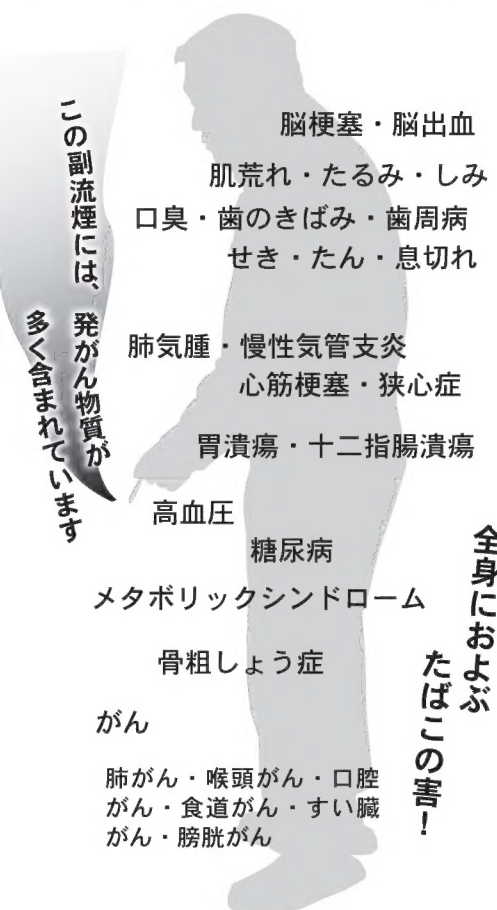 この副流煙には、発がん物質が
多く含まれています
脳梗塞・脳出血
肌荒れ・たるみ・しみ
口臭・歯のきばみ・歯周病
せき・たん・息切れ
肺気腫・慢性気管支炎
心筋梗塞・狭心症
胃潰瘍・十二指腸潰瘍
高血圧
糖尿病
メタボリックシンドローム
骨粗しょう症
がん
肺がん・喉頭がん・口腔
がん・食道がん・すい臓
がん・膀胱がん
全身におよぶ
たばこの害!